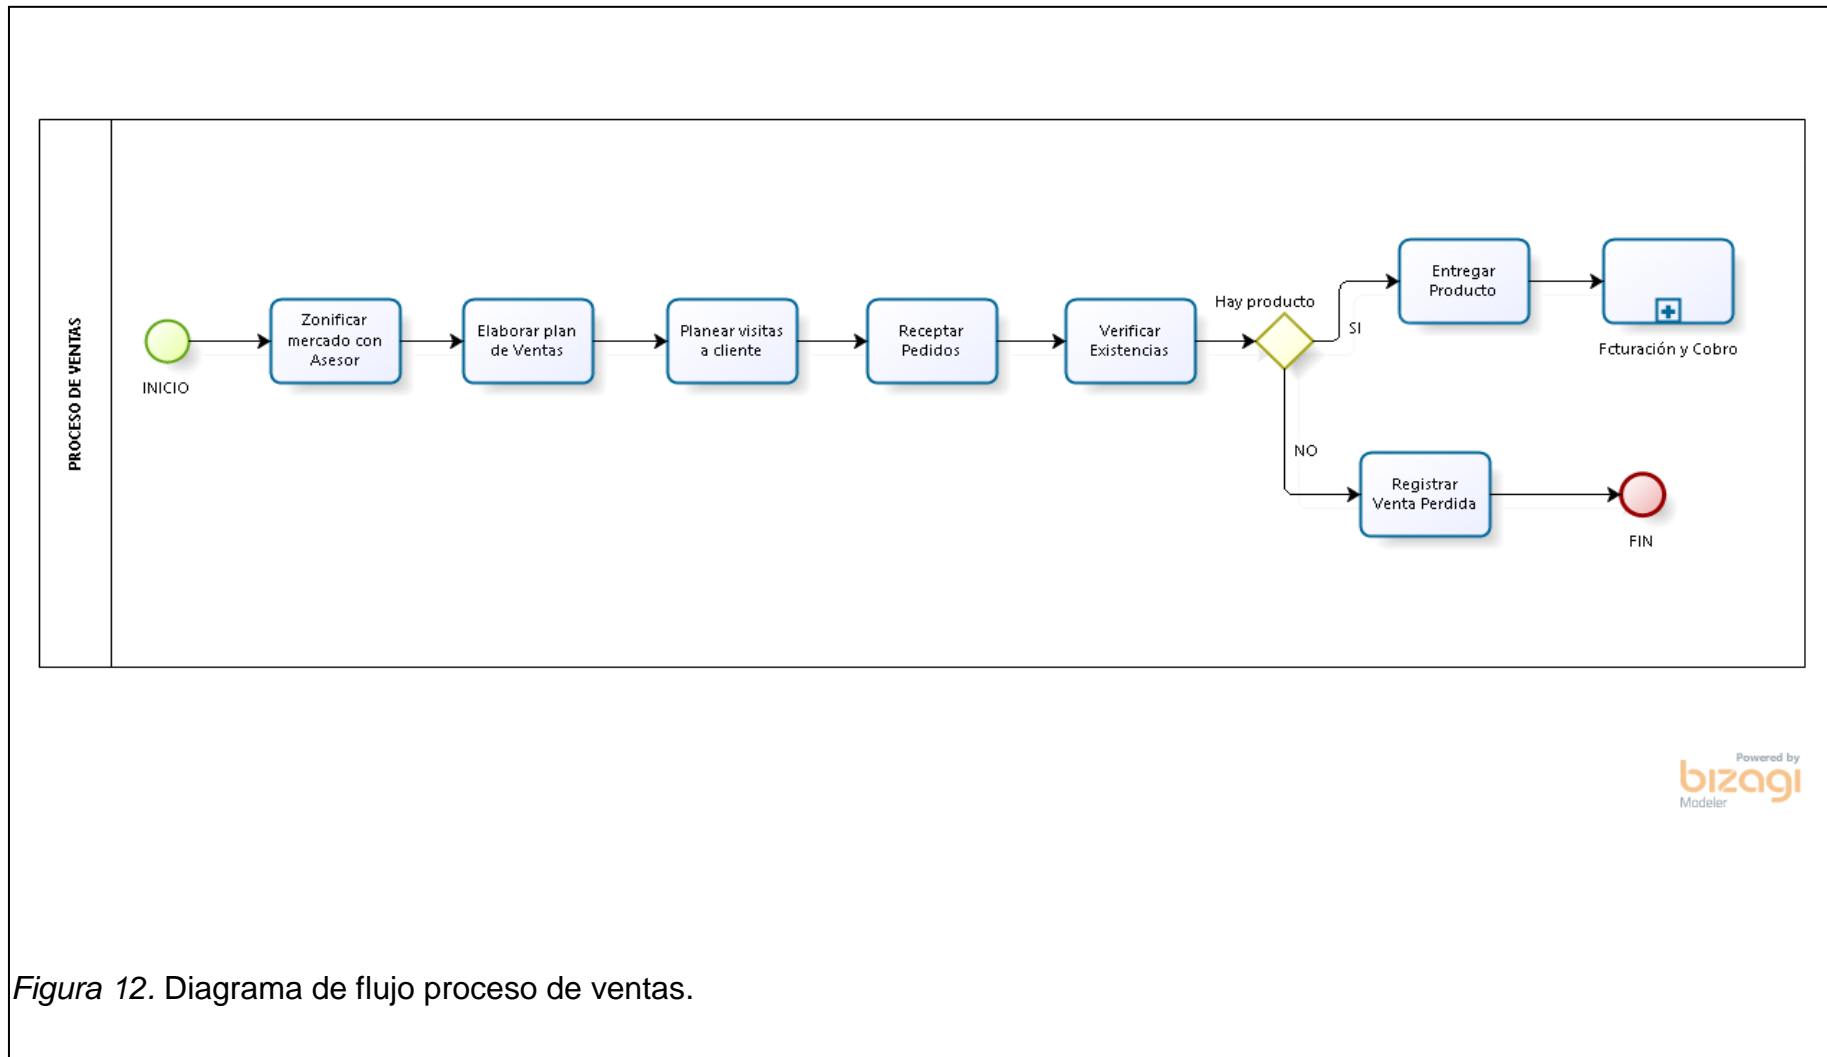 PROCESO DE VENTAS
INICIO
Zonificar
mercado con
Asesor
Elaborar plan
de Ventas
Planear visitas
a cliente
Receptar
Pedidos
Verificar
Existencias
Hay producto
SI
Entregar
Producto
Fcturación y Cobro
NO
Registrar
Venta Perdida
FIN
Powered by
bizagi
Modeler
Figura 12. Diagrama de flujo proceso de ventas.